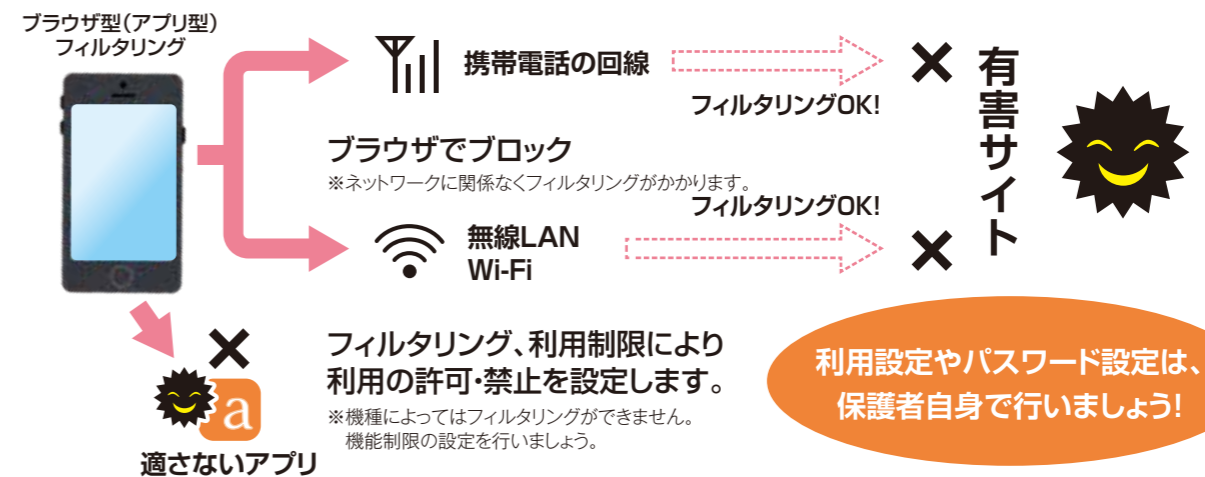 ブラウザ型(アプリ型)
フィルタリング
携帯電話の回線
フィルタリングOK!
有害サイト
ブラウザでブロック
※ネットワークに関係なくフィルタリングがかかります。
フィルタリングOK!
無線LAN
Wi-Fi
フィルタリング、利用制限により
利用の許可・禁止を設定します。
※機種によってはフィルタリングができません。
機能制限の設定を行いましょう。
a
適さないアプリ
利用設定やパスワード設定は、
保護者自身で行いましょう!